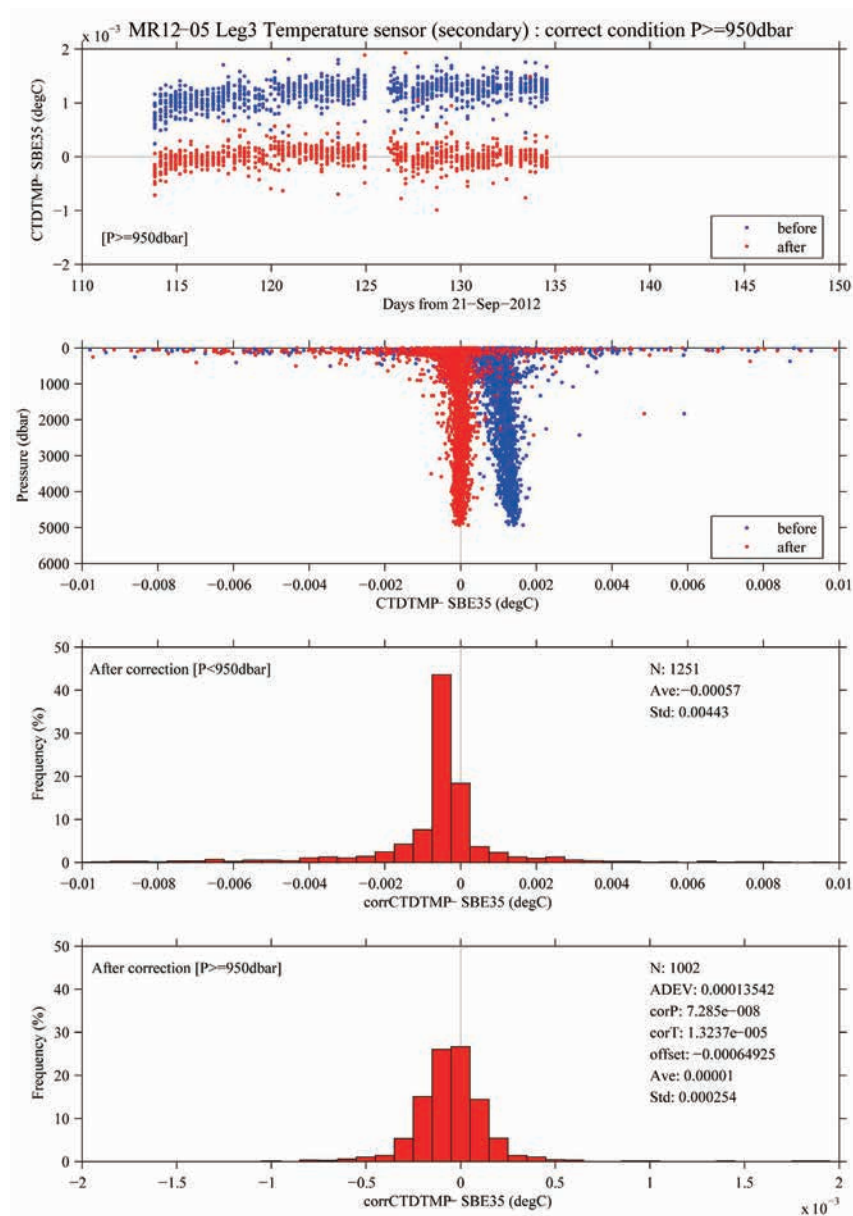 MR12−05 Leg3 Temperature sensor (secondary) : correct condition P>=950dbar
x 10⁻³
2
1
0
−1
−2
CTDTMP− SBE35 (degC)
[P>=950dbar]
before
after
110 115 120 125 130 135 140 145 150
Days from 21−Sep−2012
0
1000
2000
3000
4000
5000
6000
Pressure (dbar)
before
after
−0.01 −0.008 −0.006 −0.004 −0.002 0 0.002 0.004 0.006 0.008 0.01
CTDTMP− SBE35 (degC)
50
40
30
20
10
0
Frequency (%)
After correction [P<950dbar]
N: 1251
Ave:−0.00057
Std: 0.00443
−0.01 −0.008 −0.006 −0.004 −0.002 0 0.002 0.004 0.006 0.008 0.01
corrCTDTMP− SBE35 (degC)
50
40
30
20
10
0
Frequency (%)
After correction [P>=950dbar]
N: 1002
ADEV: 0.00013542
corP: 7.285e−008
corT: 1.3237e−005
offset: −0.00064925
Ave: 0.00001
Std: 0.000254
−2 −1.5 −1 −0.5 0 0.5 1 1.5 2
corrCTDTMP− SBE35 (degC)
x 10⁻³